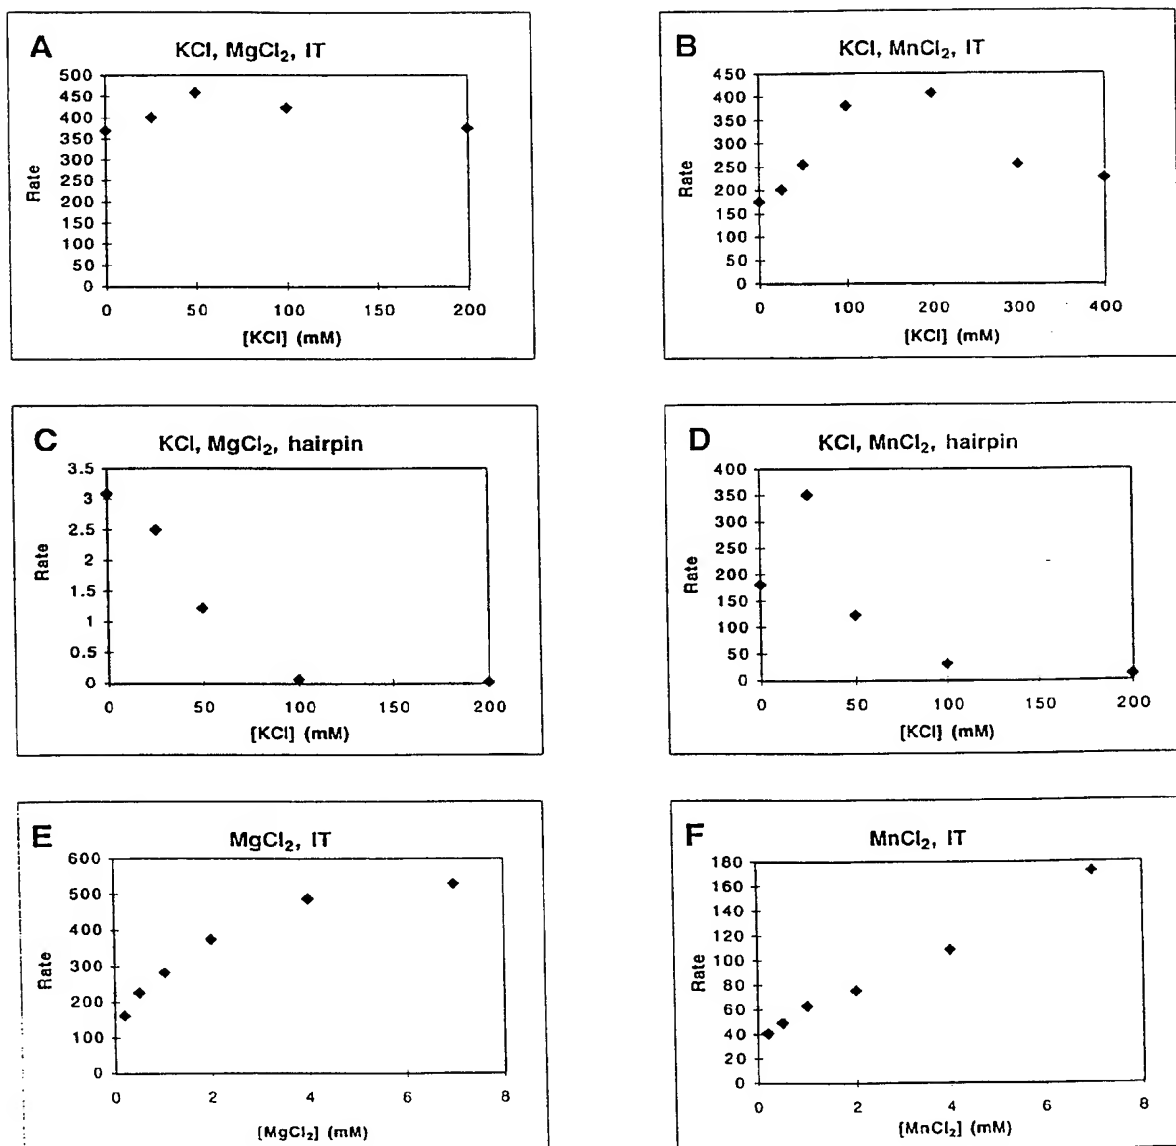 A
KCl, MgCl₂, IT
500
450
400
350
300
250
200
150
100
50
0
Rate
0 50 100 150 200
[KCl] (mM)
B
KCl, MnCl₂, IT
450
400
350
300
250
200
150
100
50
0
Rate
0 100 200 300 400
[KCl] (mM)
C
KCl, MgCl₂, hairpin
3.5
3
2.5
2
1.5
1
0.5
0
Rate
0 50 100 150 200
[KCl] (mM)
D
KCl, MnCl₂, hairpin
400
350
300
250
200
150
100
50
0
Rate
0 50 100 150 200
[KCl] (mM)
E
MgCl₂, IT
600
500
400
300
200
100
0
Rate
0 2 4 6 8
[MgCl₂] (mM)
F
MnCl₂, IT
180
160
140
120
100
80
60
40
20
0
Rate
0 2 4 6 8
[MnCl₂] (mM)